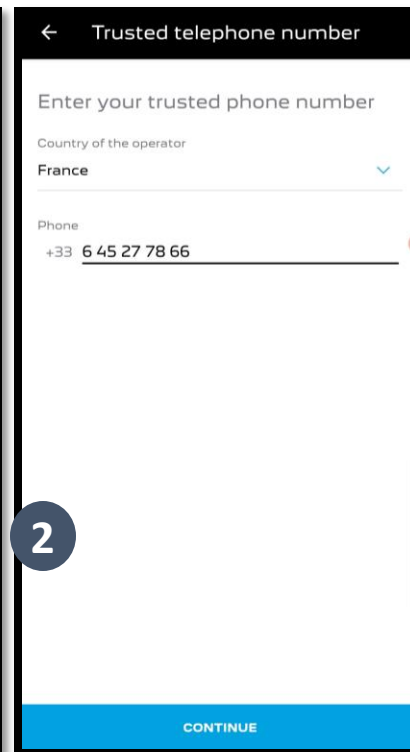 Trusted telephone number
Enter your trusted phone number
Country of the operator
France
Phone
+33 6 45 27 78 66
2
CONTINUE